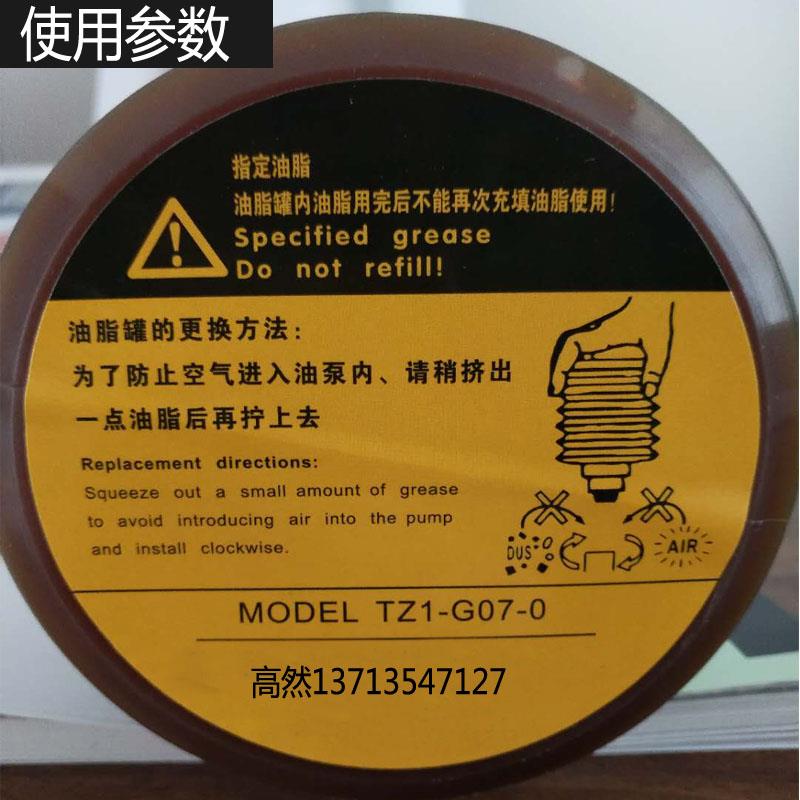 使用参数
指定油脂
油脂罐内油脂用完后不能再次充填油脂使用!
Specified grease
Do not refill!
油脂罐的更换方法:
为了防止空气进入油泵内、请稍挤出
一点油脂后再拧上去
Replacement directions:
Squeeze out a small amount of grease
to avoid introducing air into the pump
and install clockwise.
DUS
AIR
MODEL TZ1-G07-0
高然13713547127